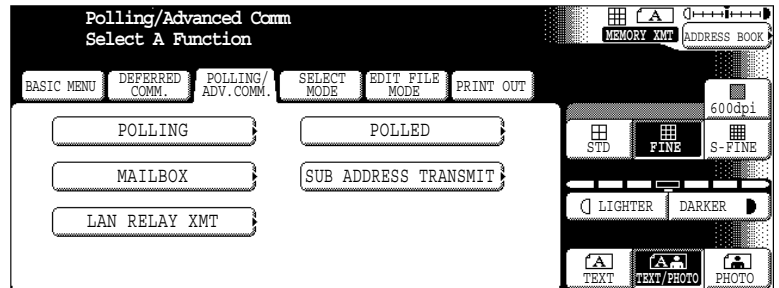 Polling/Advanced Comm
Select A Function
MEMORY XMT
ADDRESS BOOK
BASIC MENU
DEFERRED
COMM.
POLLING/
ADV.COMM.
SELECT
MODE
EDIT FILE
MODE
PRINT OUT
600dpi
POLLING
POLLED
STD
FINE
S-FINE
MAILBOX
SUB ADDRESS TRANSMIT
LAN RELAY XMT
LIGHTER
DARKER
A
TEXT
A
TEXT/PHOTO
PHOTO